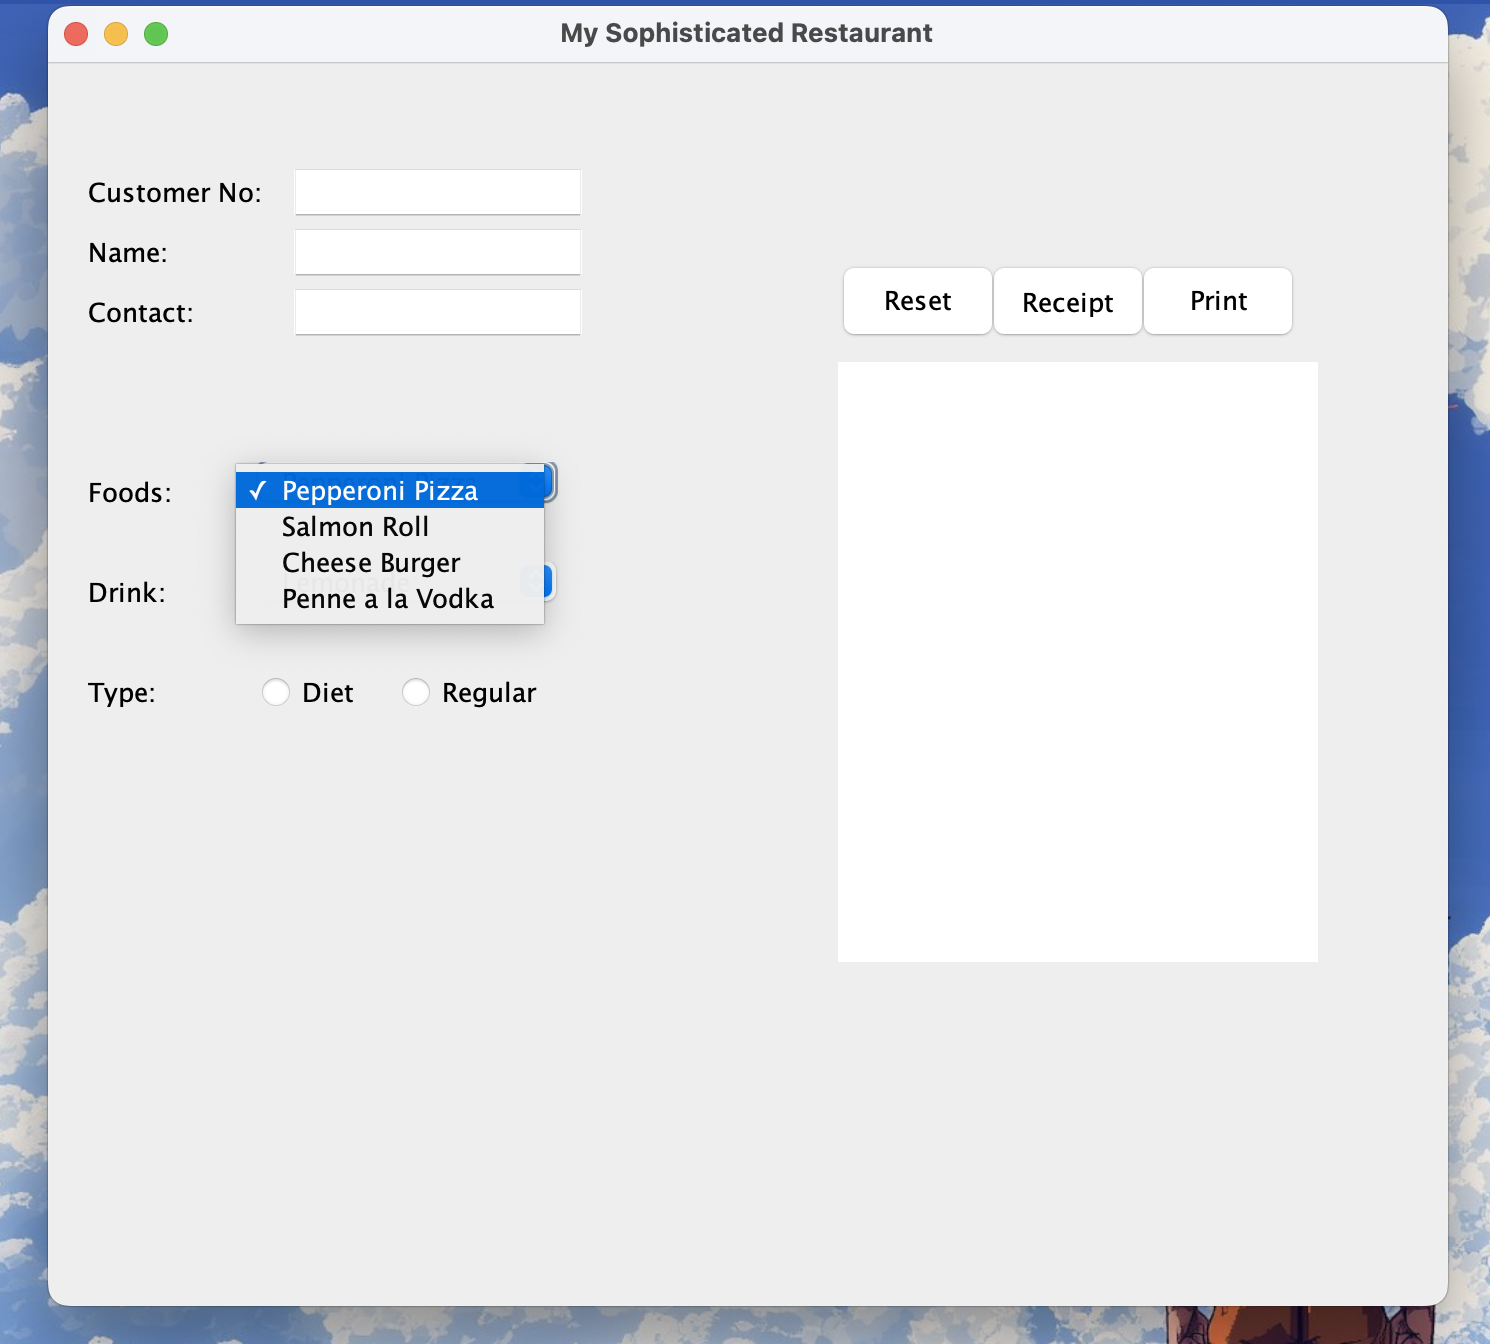 My Sophisticated Restaurant
Customer No:
Name:
Contact:
Reset Receipt Print
Foods:
✓ Pepperoni Pizza
Salmon Roll
Cheese Burger
Penne a la Vodka
Drink:
Lemonade
Type: Diet Regular